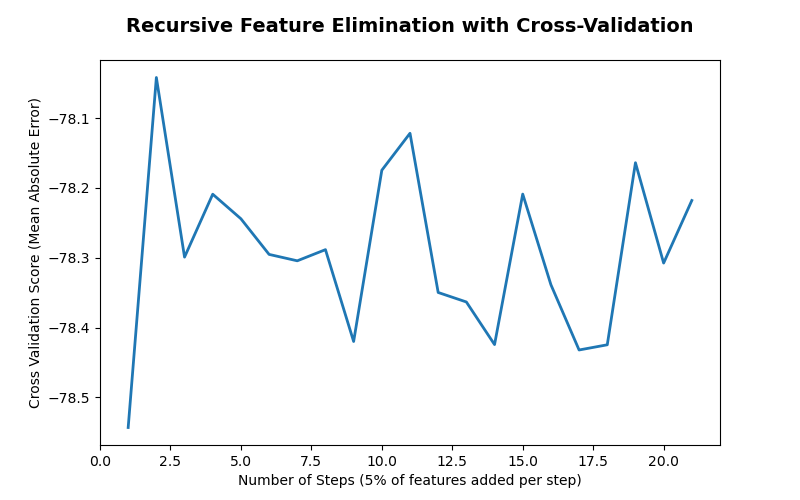 Recursive Feature Elimination with Cross-Validation
Cross Validation Score (Mean Absolute Error)
−78.1
−78.2
−78.3
−78.4
−78.5
0.0 2.5 5.0 7.5 10.0 12.5 15.0 17.5 20.0
Number of Steps (5% of features added per step)